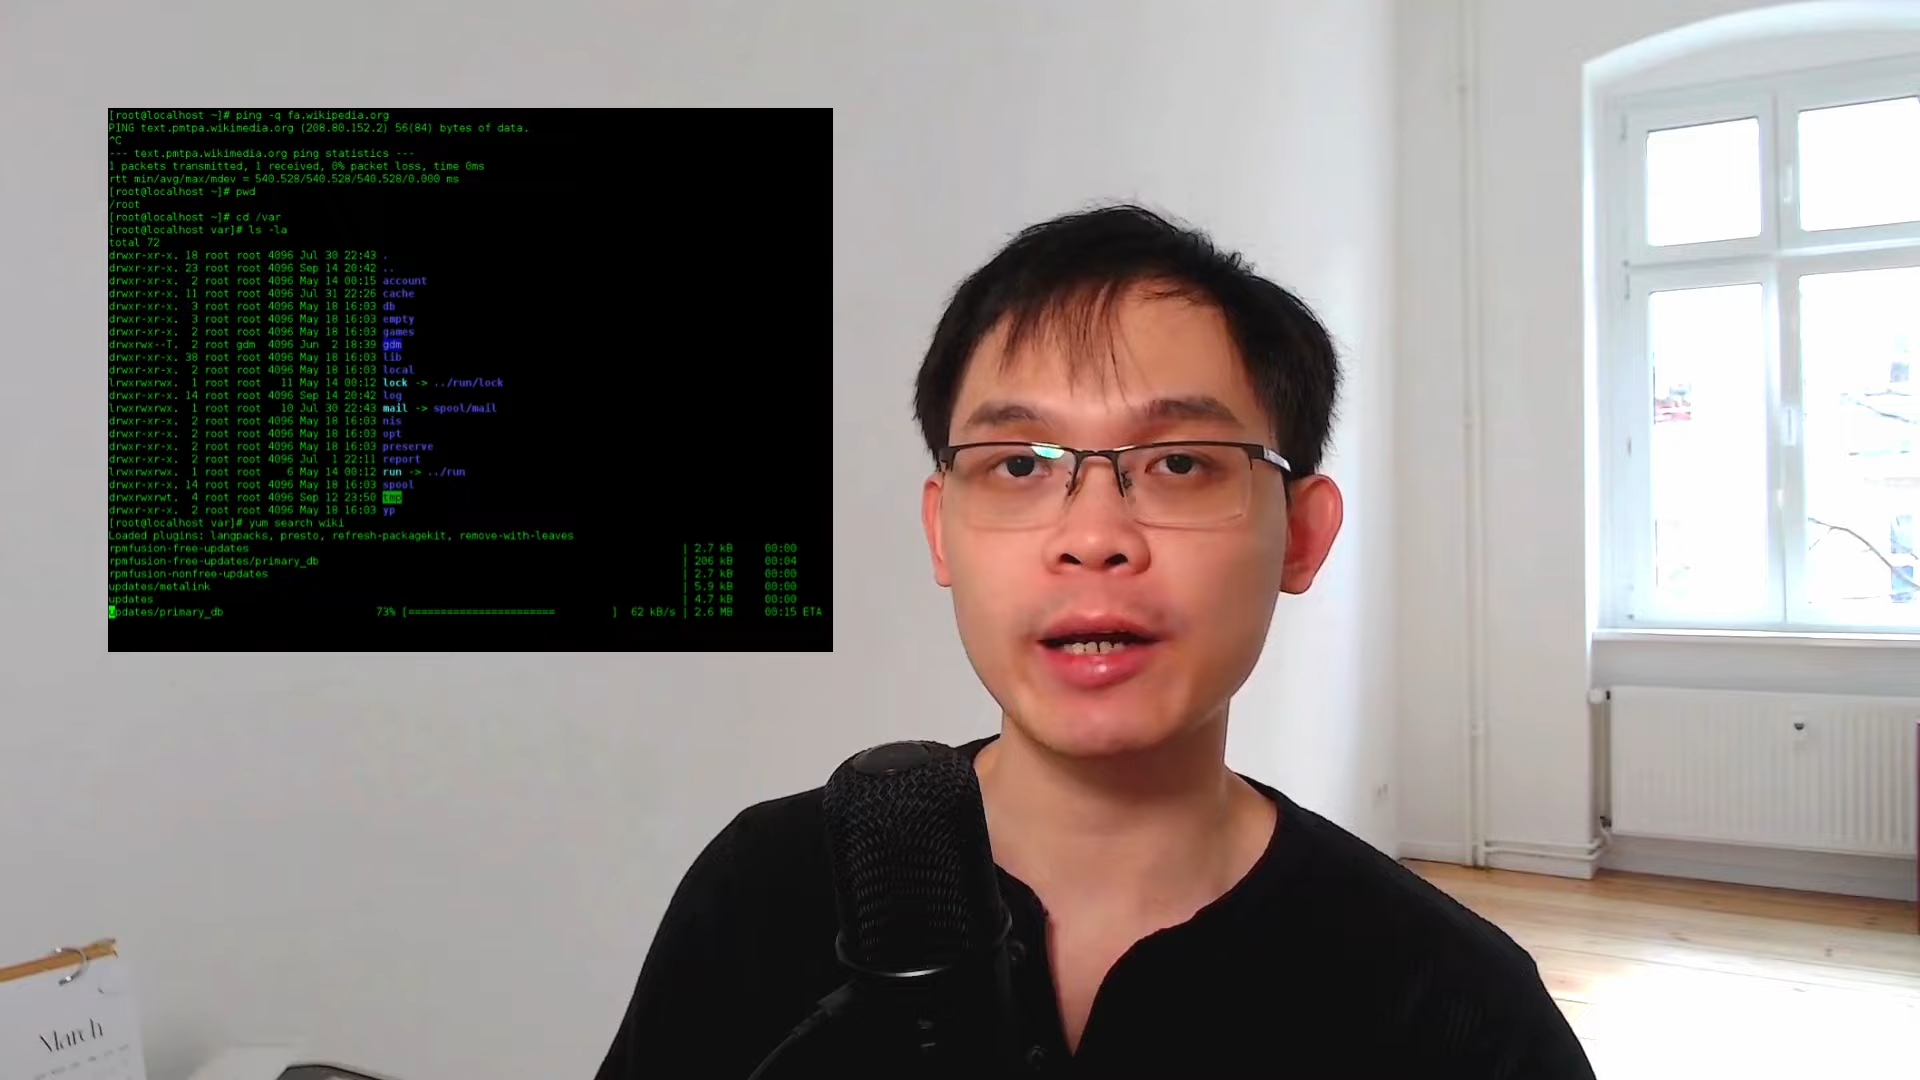 [root@localhost ~]# ping -q fa.wikipedia.org
PING text.pmtpa.wikimedia.org (208.80.152.2) 56(84) bytes of data.
^C
--- text.pmtpa.wikimedia.org ping statistics ---
1 packets transmitted, 1 received, 0% packet loss, time 0ms
rtt min/avg/max/mdev = 540.528/540.528/540.528/0.000 ms
[root@localhost ~]# pwd
/root
[root@localhost ~]# cd /var
[root@localhost var]# ls -la
total 72
drwxr-xr-x. 18 root root 4096 Jul 30 22:43 .
drwxr-xr-x. 23 root root 4096 Sep 14 20:42 ..
drwxr-xr-x.  2 root root 4096 May 14 00:15 account
drwxr-xr-x. 11 root root 4096 Jul 31 22:26 cache
drwxr-xr-x.  3 root root 4096 May 18 16:03 db
drwxr-xr-x.  3 root root 4096 May 18 16:03 empty
drwxr-xr-x.  2 root root 4096 May 18 16:03 games
drwxrwx--T.  2 root gdm  4096 Jun  2 18:39 gdm
drwxr-xr-x. 38 root root 4096 May 18 16:03 lib
drwxr-xr-x.  2 root root 4096 May 18 16:03 local
lrwxrwxrwx.  1 root root   11 May 14 00:12 lock -> ../run/lock
drwxr-xr-x. 14 root root 4096 Sep 14 20:42 log
lrwxrwxrwx.  1 root root   10 Jul 30 22:43 mail -> spool/mail
drwxr-xr-x.  2 root root 4096 May 18 16:03 nis
drwxr-xr-x.  2 root root 4096 May 18 16:03 opt
drwxr-xr-x.  2 root root 4096 May 18 16:03 preserve
drwxr-xr-x.  2 root root 4096 Jul  1 22:11 report
lrwxrwxrwx.  1 root root    6 May 14 00:12 run -> ../run
drwxr-xr-x. 14 root root 4096 May 18 16:03 spool
drwxrwxrwt.  4 root root 4096 Sep 12 23:50 tmp
drwxr-xr-x.  2 root root 4096 May 18 16:03 yp
[root@localhost var]# yum search wiki
Loaded plugins: langpacks, presto, refresh-packagekit, remove-with-leaves
rpmfusion-free-updates | 2.7 kB 00:00
rpmfusion-free-updates/primary_db | 206 kB 00:04
rpmfusion-nonfree-updates | 2.7 kB 00:00
updates/metalink | 5.9 kB 00:00
updates | 4.7 kB 00:00
updates/primary_db 73% [======================= ] 62 kB/s | 2.6 MB 00:15 ETA
March